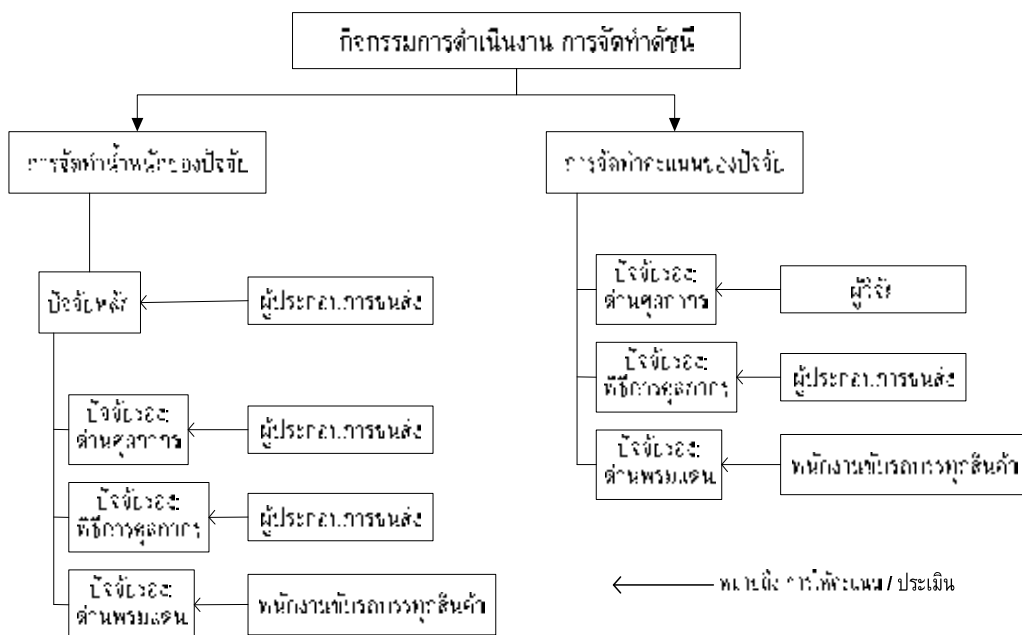 กิจกรรมการดำเนินงาน การจัดทำดัชนี
การจัดทำน้ำหนักของปัจจัย
การจัดทำคะแนนของปัจจัย
ปัจจัยหลัก
ผู้ประกอบการขนส่ง
ปัจจัยรอง:
ด่านศุลกากร
ผู้ประกอบการขนส่ง
ปัจจัยรอง:
พิธีการศุลกากร
ผู้ประกอบการขนส่ง
ปัจจัยรอง:
ด่านพรมแดน
พนักงานขับรถบรรทุกสินค้า
ปัจจัยรอง:
ด่านศุลกากร
ผู้วิจัย
ปัจจัยรอง:
พิธีการศุลกากร
ผู้ประกอบการขนส่ง
ปัจจัยรอง:
ด่านพรมแดน
พนักงานขับรถบรรทุกสินค้า
หมายถึง การให้คะแนน / ประเมิน